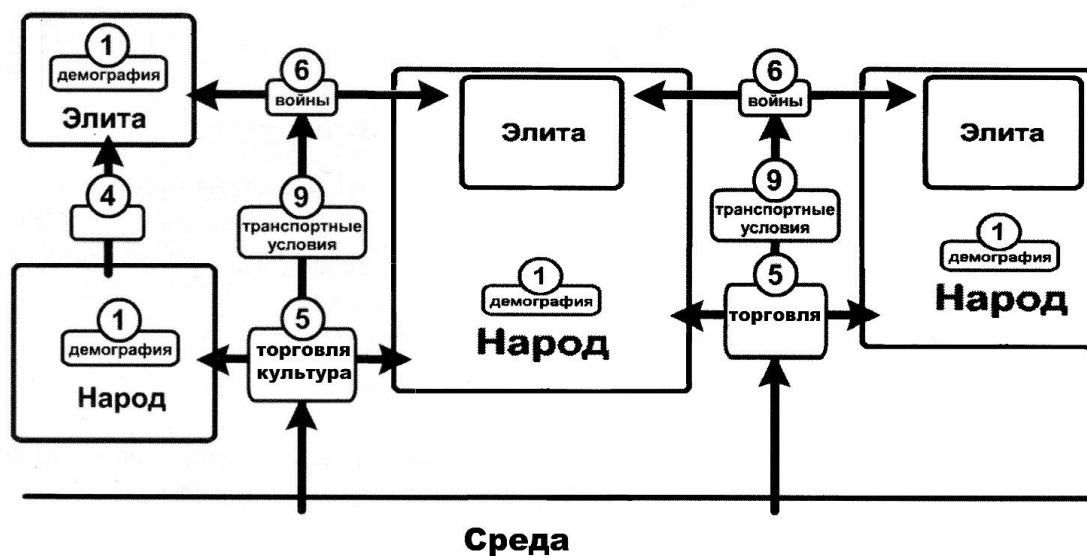 1
демография
Элита
4
1
демография
Народ
6
войны
9
транспортные
условия
5
торговля
культура
Элита
1
демография
Народ
6
войны
9
транспортные
условия
5
торговля
Элита
1
демография
Народ
Среда